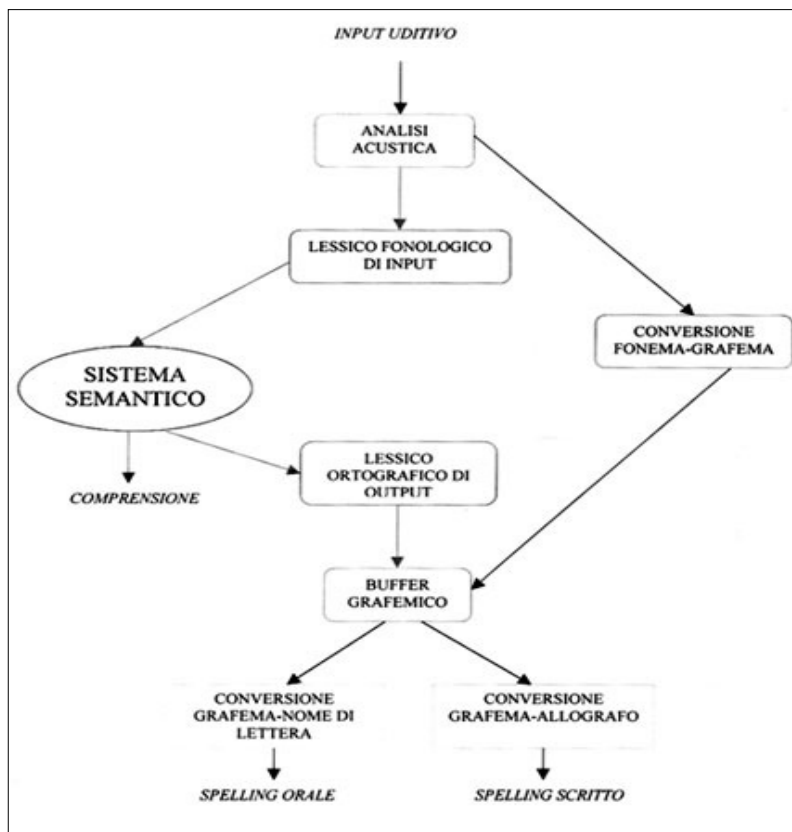 INPUT UDITIVO
ANALISI
ACUSTICA
LESSICO FONOLOGICO
DI INPUT
CONVERSIONE
FONEMA-GRAFEMA
SISTEMA
SEMANTICO
LESSICO
ORTOGRAFICO DI
OUTPUT
COMPRENSIONE
BUFFER
GRAFEMICO
CONVERSIONE
GRAFEMA-NOME DI
LETTERA
CONVERSIONE
GRAFEMA-ALLOGRAFO
SPELLING ORALE
SPELLING SCRITTO